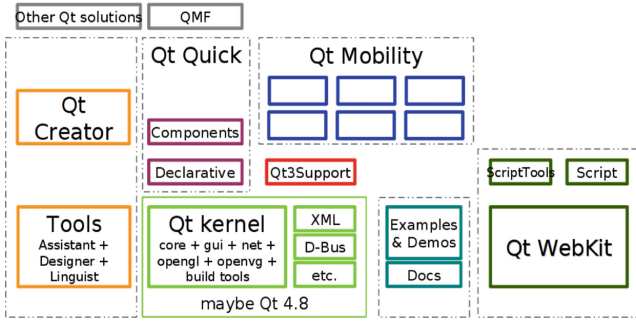 Other Qt solutions
QMF
Qt Quick
Qt Mobility
Qt
Creator
Components
Declarative
Qt3Support
ScriptTools
Script
Tools
Assistant +
Designer +
Linguist
Qt kernel
core + gui + net +
opengl + openvg +
build tools
XML
D-Bus
etc.
maybe Qt 4.8
Examples
& Demos
Docs
Qt WebKit